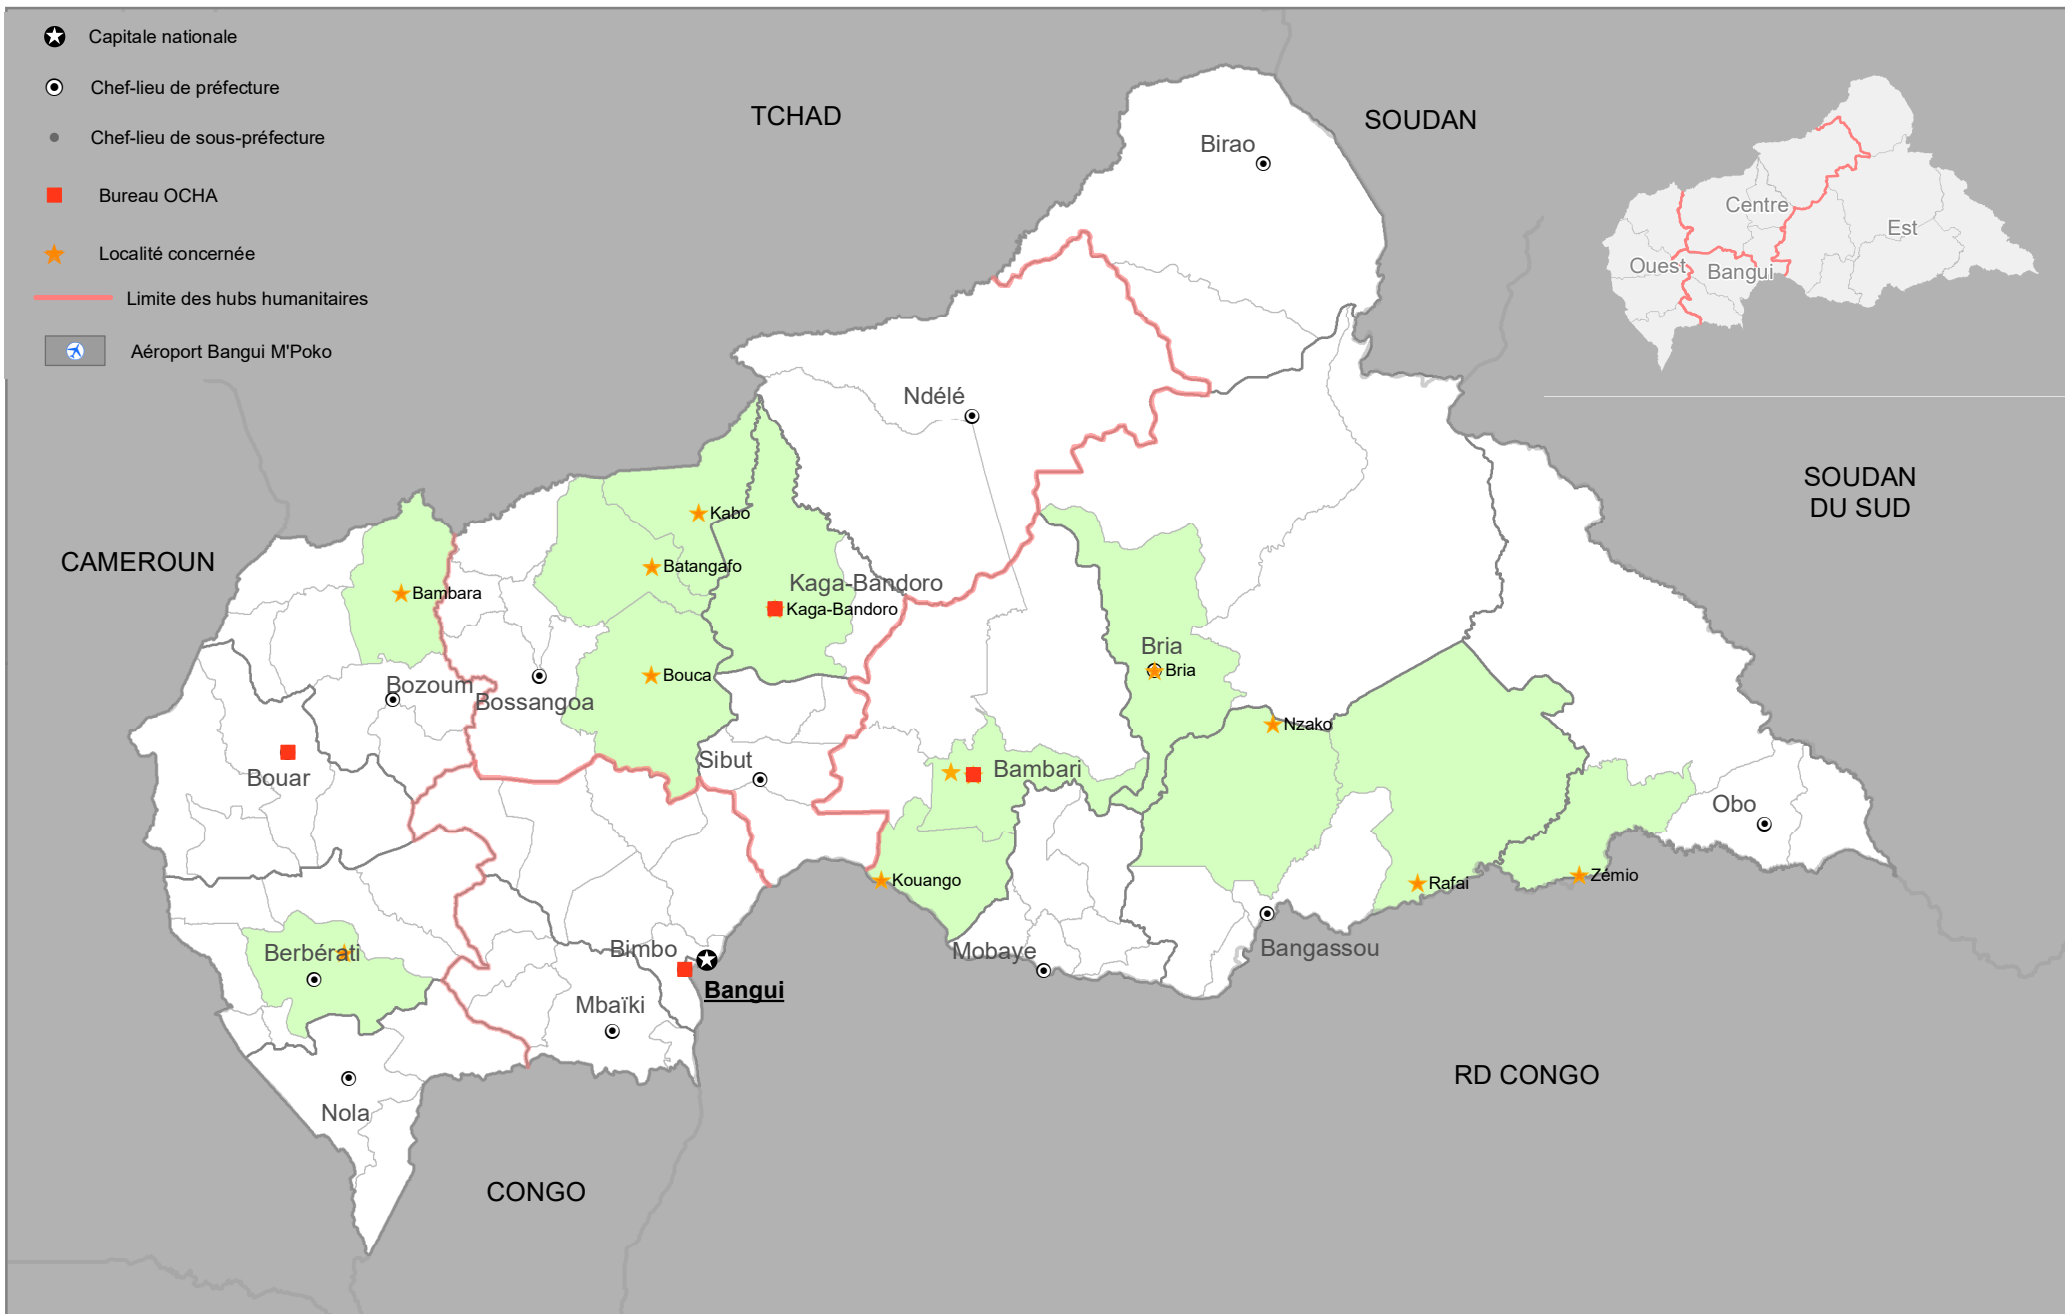 Capitale nationale
Chef-lieu de préfecture
Chef-lieu de sous-préfecture
Bureau OCHA
Localité concernée
Limite des hubs humanitaires
Aéroport Bangui M'Poko
TCHAD
SOUDAN
Birao
Centre
Est
Ouest
Bangui
Ndélé
SOUDAN
DU SUD
CAMEROUN
Kabo
Batangafo
Kaga-Bandoro
Kaga-Bandoro
Bambara
Bria
Bria
Bouca
Bozoum
Bossangoa
Nzako
Sibut
Bouar
Bambari
Obo
Kouango
Rafai
Zémio
Berbérati
Bimbo
Mobaye
Bangassou
Bangui
Mbaïki
Nola
RD CONGO
CONGO